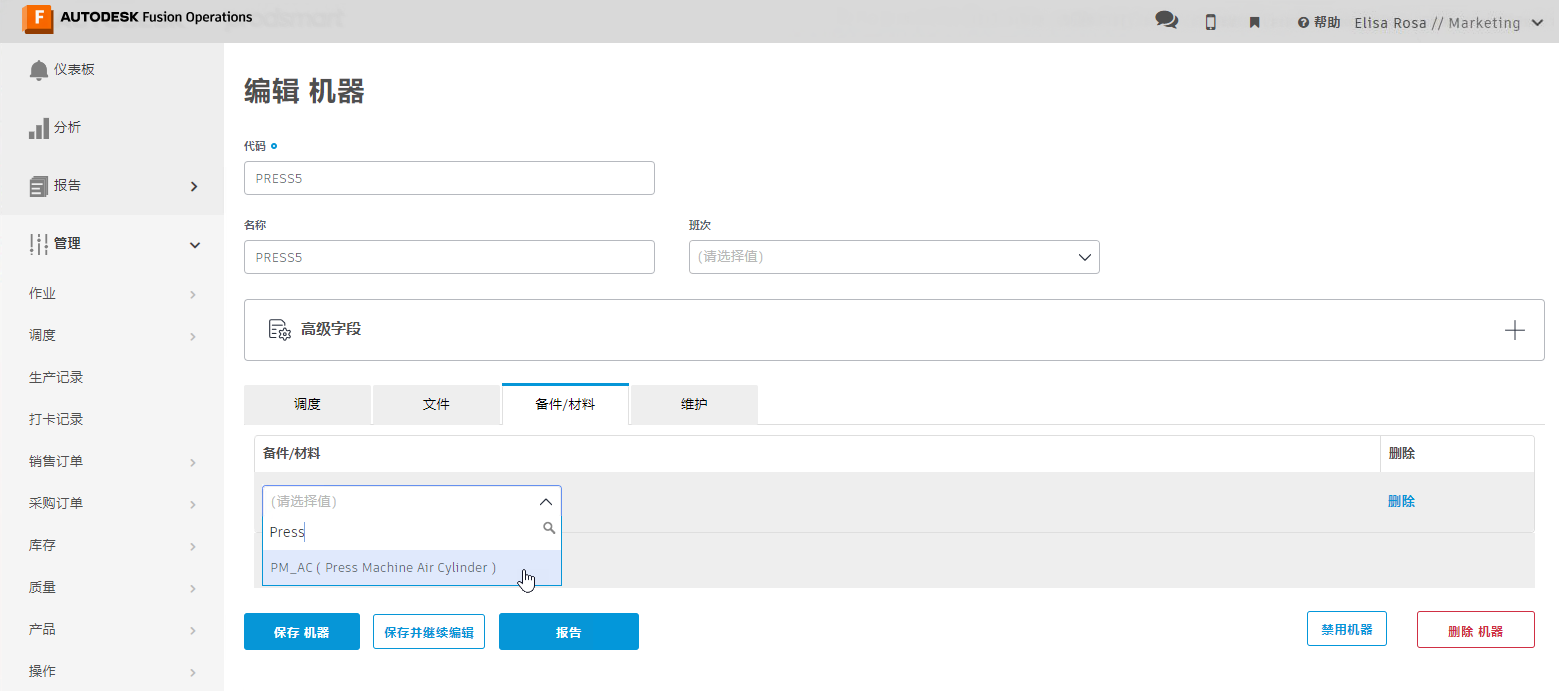 F AUTODESK Fusion Operations
帮助 Elisa Rosa // Marketing
仪表板
分析
报告
管理
作业
调度
生产记录
打卡记录
销售订单
采购订单
库存
质量
产品
操作
编辑 机器
代码
PRESS5
名称 班次
PRESS5 (请选择值)
高级字段
调度 文件 备件/材料 维护
备件/材料 删除
(请选择值) 删除
Press
PM_AC ( Press Machine Air Cylinder )
保存 机器 保存并继续编辑 报告 禁用机器 删除 机器